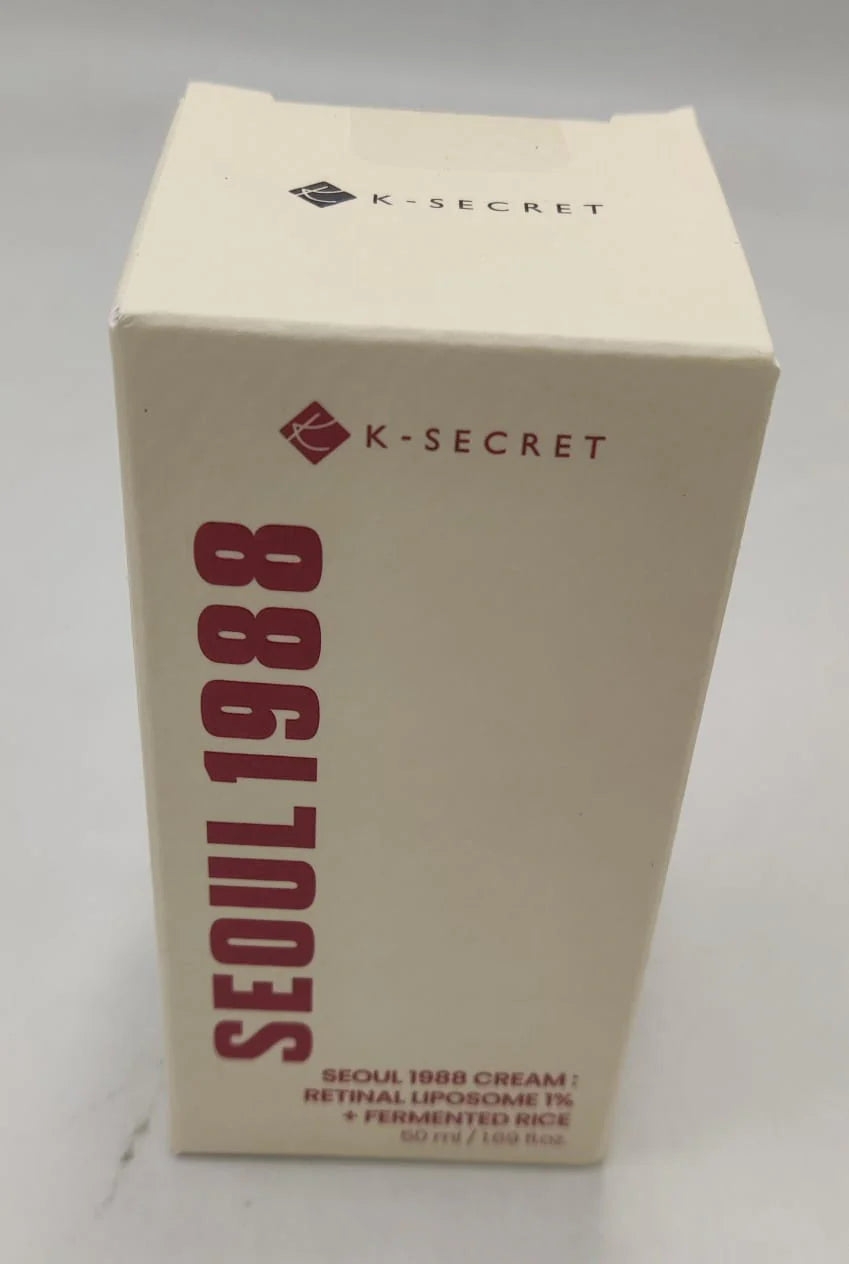 K-SECRET
K-SECRET
SEOUL 1988
SEOUL 1988 CREAM :
RETINAL LIPOSOME 1%
+ FERMENTED RICE
50 ml / 1.69 fl.oz.